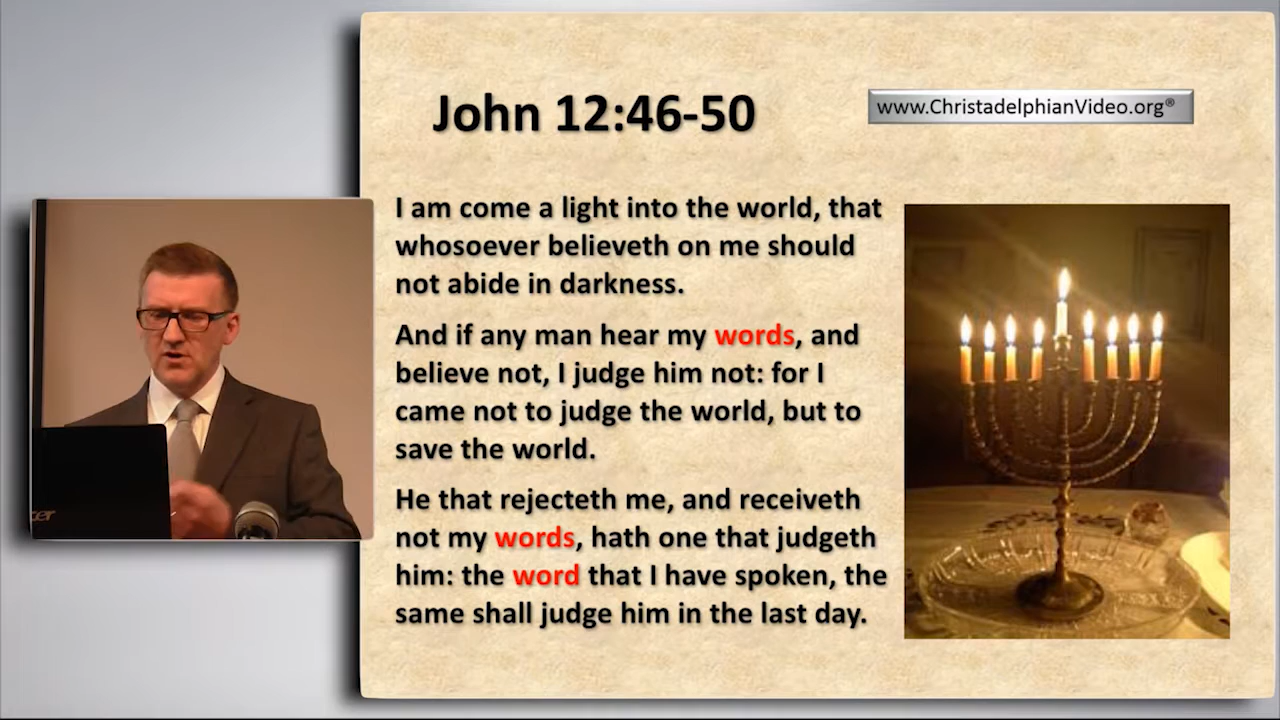 John 12:46-50
www.ChristadelphianVideo.org®
I am come a light into the world, that
whosoever believeth on me should
not abide in darkness.
And if any man hear my words, and
believe not, I judge him not: for I
came not to judge the world, but to
save the world.
He that rejecteth me, and receiveth
not my words, hath one that judgeth
him: the word that I have spoken, the
same shall judge him in the last day.
cer